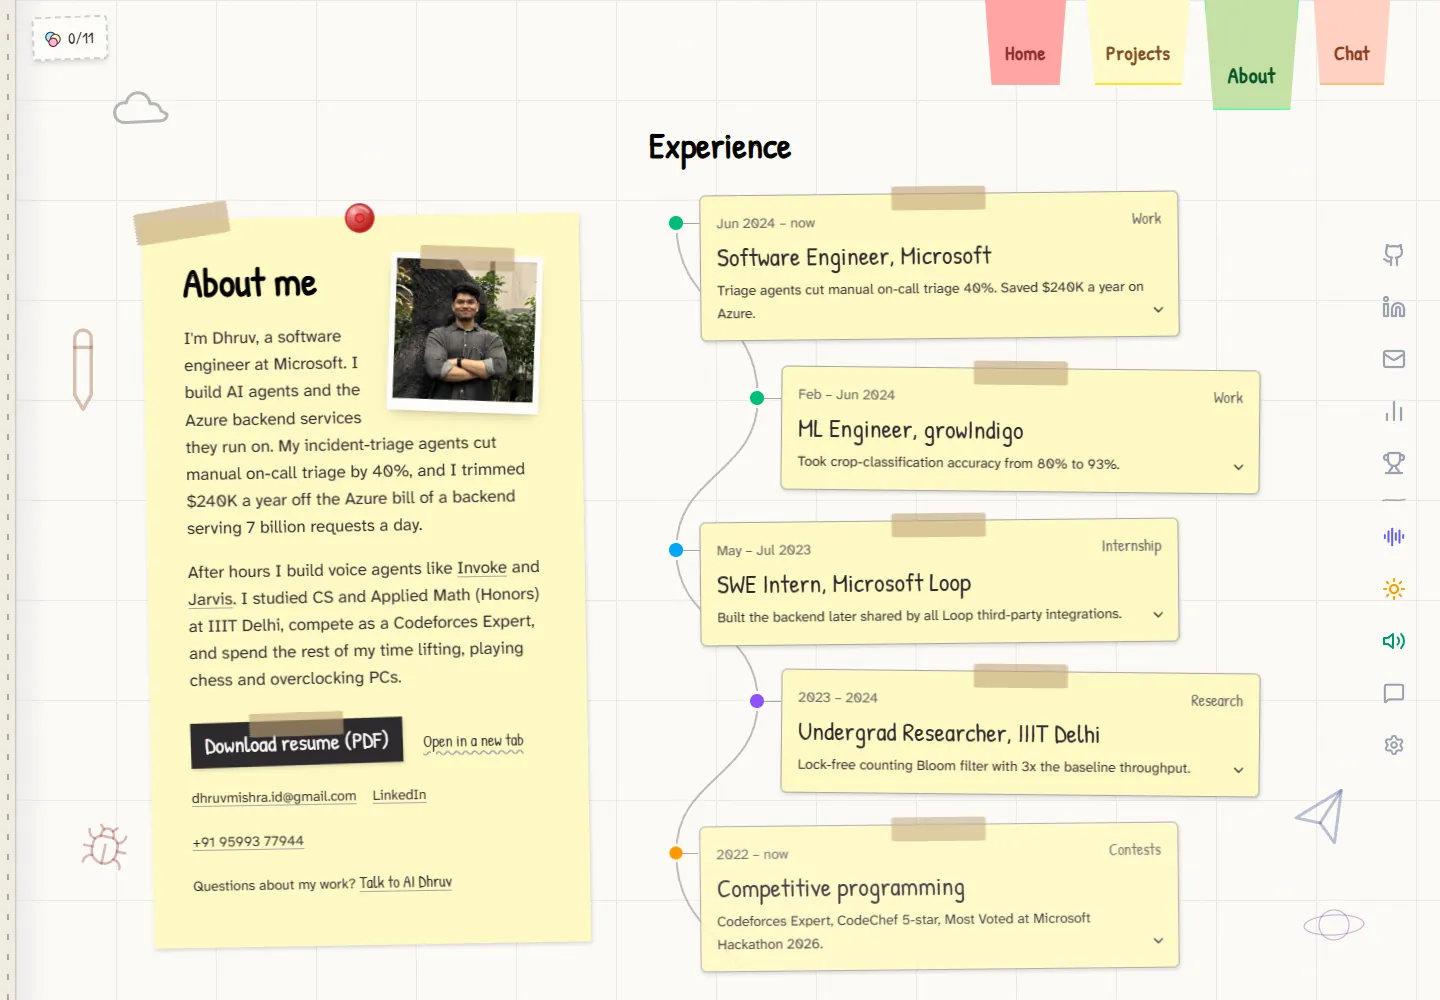 0/11
Home
Projects
About
Chat
Experience
About me
I'm Dhruv, a software
engineer at Microsoft. I
build AI agents and the
Azure backend services
they run on. My incident-triage agents cut
manual on-call triage by 40%, and I trimmed
$240K a year off the Azure bill of a backend
serving 7 billion requests a day.
After hours I build voice agents like Invoke and
Jarvis. I studied CS and Applied Math (Honors)
at IIIT Delhi, compete as a Codeforces Expert,
and spend the rest of my time lifting, playing
chess and overclocking PCs.
Download resume (PDF)
Open in a new tab
dhruvmishra.id@gmail.com LinkedIn
+91 95993 77944
Questions about my work? Talk to AI Dhruv
Jun 2024 – now
Work
Software Engineer, Microsoft
Triage agents cut manual on-call triage 40%. Saved $240K a year on
Azure.
Feb – Jun 2024
Work
ML Engineer, growIndigo
Took crop-classification accuracy from 80% to 93%.
May – Jul 2023
Internship
SWE Intern, Microsoft Loop
Built the backend later shared by all Loop third-party integrations.
2023 – 2024
Research
Undergrad Researcher, IIIT Delhi
Lock-free counting Bloom filter with 3x the baseline throughput.
2022 – now
Contests
Competitive programming
Codeforces Expert, CodeChef 5-star, Most Voted at Microsoft
Hackathon 2026.